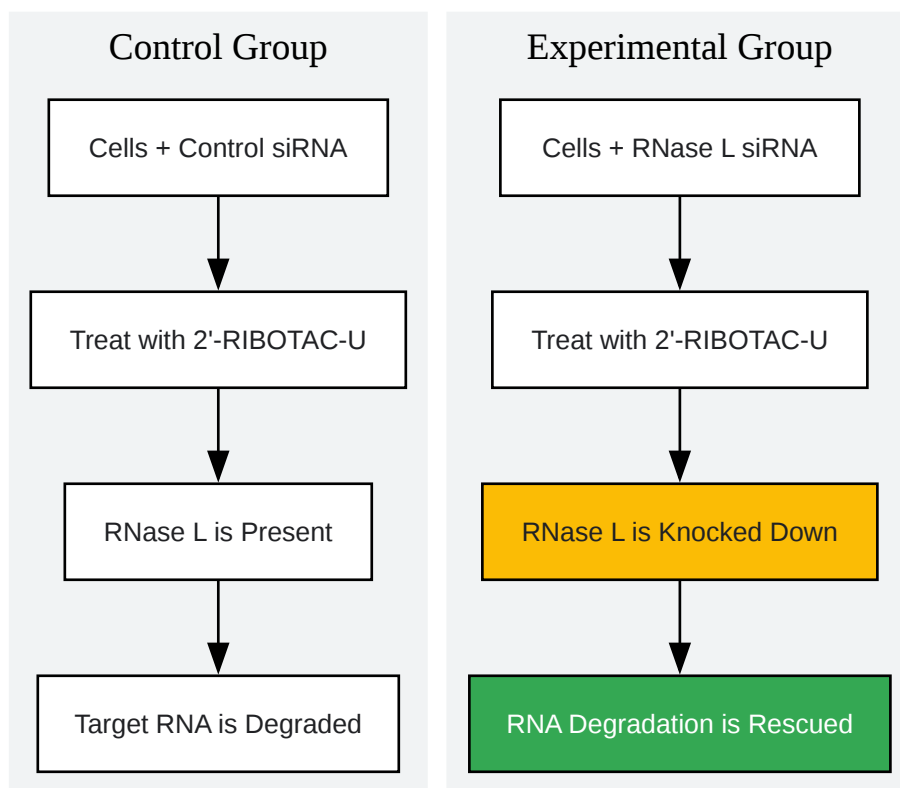 Control Group
Cells + Control siRNA
Treat with 2'-RIBOTAC-U
RNase L is Present
Target RNA is Degraded
Experimental Group
Cells + RNase L siRNA
Treat with 2'-RIBOTAC-U
RNase L is Knocked Down
RNA Degradation is Rescued